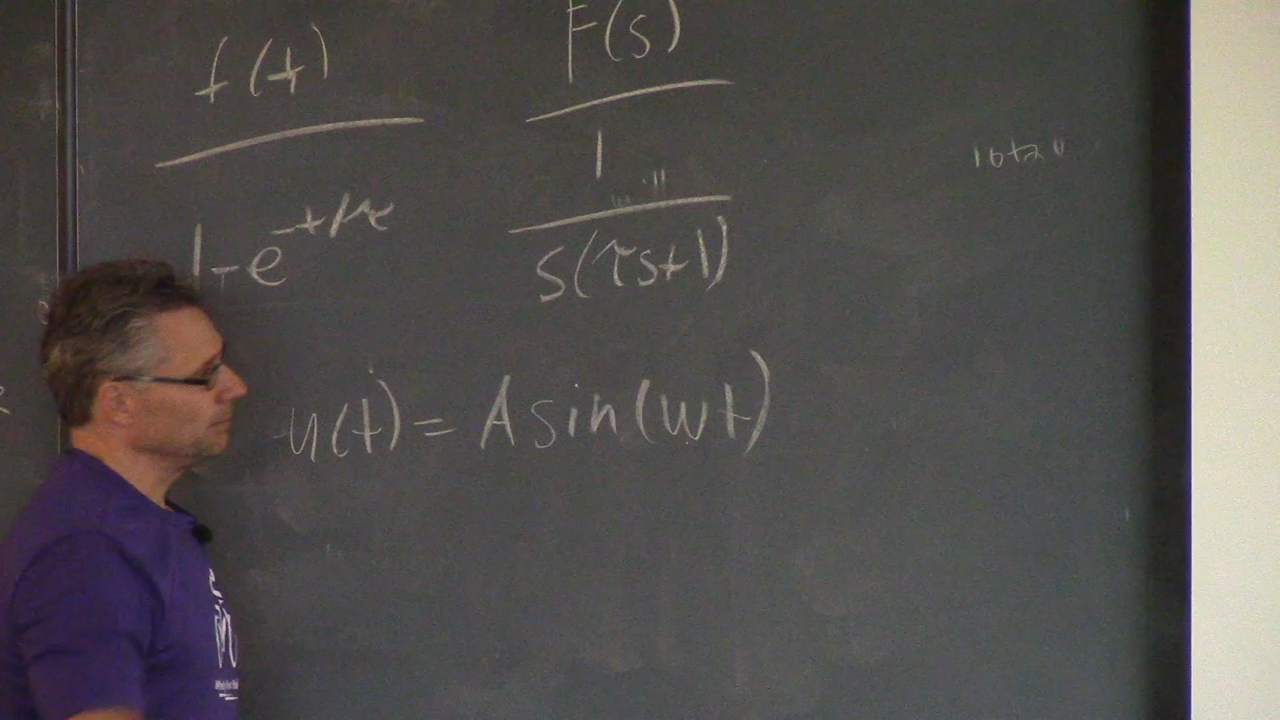 f(t) F(s)
1-e^{-t/τ} 1/s(τs+1)
u(t) = A sin(wt)